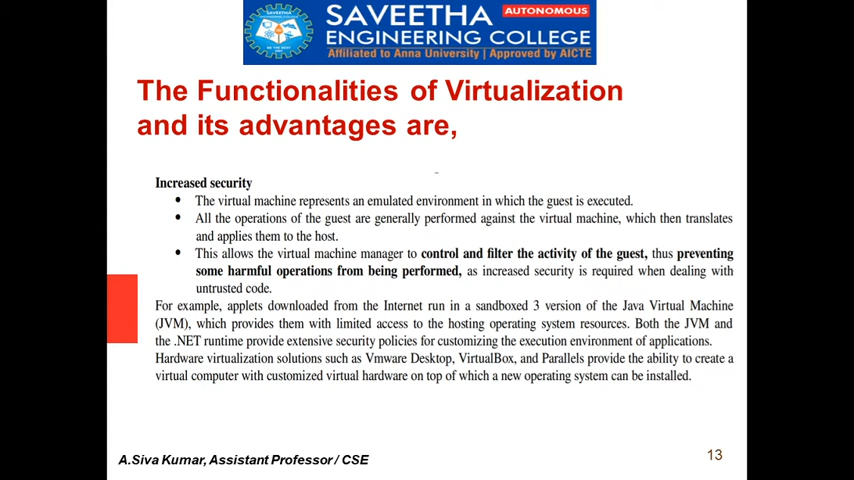 SAVEETHA
AUTONOMOUS
ENGINEERING COLLEGE
Affiliated to Anna University | Approved by AICTE
The Functionalities of Virtualization
and its advantages are,
Increased security
• The virtual machine represents an emulated environment in which the guest is executed.
• All the operations of the guest are generally performed against the virtual machine, which then translates
and applies them to the host.
• This allows the virtual machine manager to control and filter the activity of the guest, thus preventing
some harmful operations from being performed, as increased security is required when dealing with
untrusted code.
For example, applets downloaded from the Internet run in a sandboxed 3 version of the Java Virtual Machine
(JVM), which provides them with limited access to the hosting operating system resources. Both the JVM and
the .NET runtime provide extensive security policies for customizing the execution environment of applications.
Hardware virtualization solutions such as Vmware Desktop, VirtualBox, and Parallels provide the ability to create a
virtual computer with customized virtual hardware on top of which a new operating system can be installed.
A.Siva Kumar, Assistant Professor / CSE
13